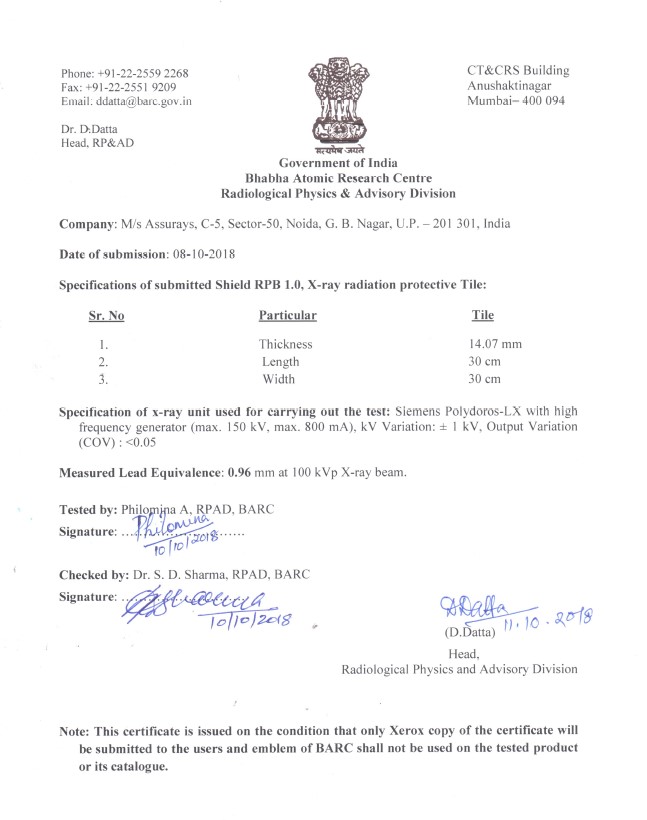 Phone: +91-22-2559 2268
Fax: +91-22-2551 9209
Email: ddatta@barc.gov.in
Dr. D.Datta
Head, RP&AD
CT&CRS Building
Anushaktinagar
Mumbai– 400 094
सत्यमेव जयते
Government of India
Bhabha Atomic Research Centre
Radiological Physics & Advisory Division
Company: M/s Assurays, C-5, Sector-50, Noida, G. B. Nagar, U.P. – 201 301, India
Date of submission: 08-10-2018
Specifications of submitted Shield RPB 1.0, X-ray radiation protective Tile:
Sr. No Particular Tile
1. Thickness 14.07 mm
2. Length 30 cm
3. Width 30 cm
Specification of x-ray unit used for carrying out the test: Siemens Polydoros-LX with high
frequency generator (max. 150 kV, max. 800 mA), kV Variation: ± 1 kV, Output Variation
(COV) : <0.05
Measured Lead Equivalence: 0.96 mm at 100 kVp X-ray beam.
Tested by: Philomina A, RPAD, BARC
Signature: Philomina
10/10/2018
Checked by: Dr. S. D. Sharma, RPAD, BARC
Signature:
10/10/2018
DDatta 11.10.2018
(D.Datta)
Head,
Radiological Physics and Advisory Division
Note: This certificate is issued on the condition that only Xerox copy of the certificate will
be submitted to the users and emblem of BARC shall not be used on the tested product
or its catalogue.